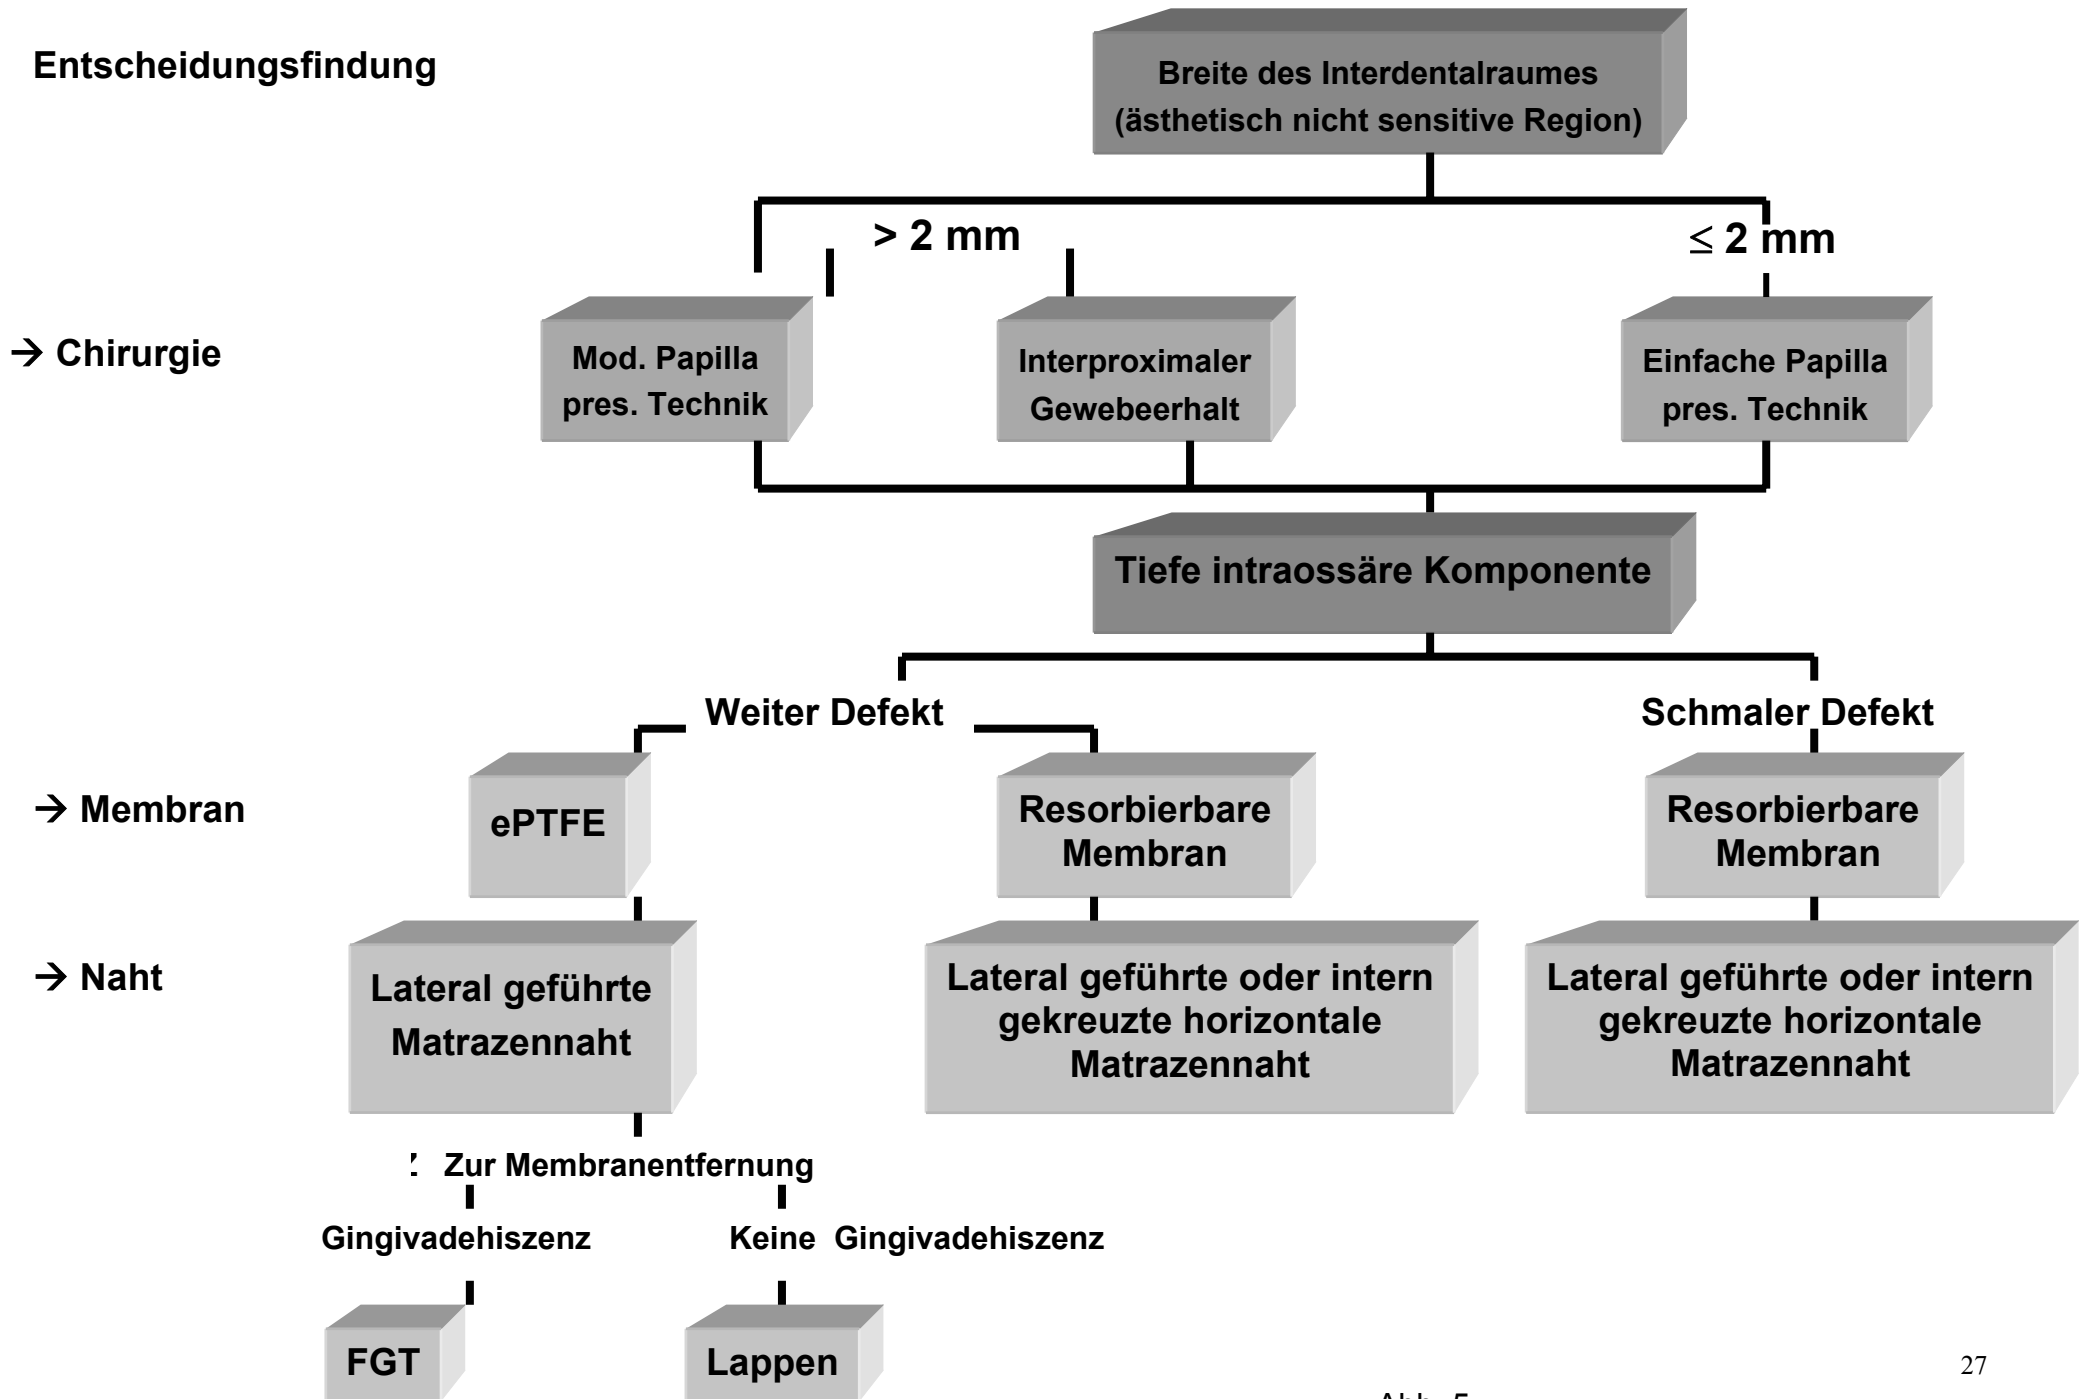 Entscheidungsfindung
Breite des Interdentalraumes
(ästhetisch nicht sensitive Region)
> 2 mm
≤ 2 mm
→ Chirurgie
Mod. Papilla
pres. Technik
Interproximaler
Gewebeerhalt
Einfache Papilla
pres. Technik
Tiefe intraossäre Komponente
Weiter Defekt
Schmaler Defekt
→ Membran
ePTFE
Resorbierbare
Membran
Resorbierbare
Membran
→ Naht
Lateral geführte
Matrazennaht
Lateral geführte oder intern
gekreuzte horizontale
Matrazennaht
Lateral geführte oder intern
gekreuzte horizontale
Matrazennaht
Zur Membranentfernung
Gingivadehiszenz
Keine Gingivadehiszenz
FGT
Lappen
27